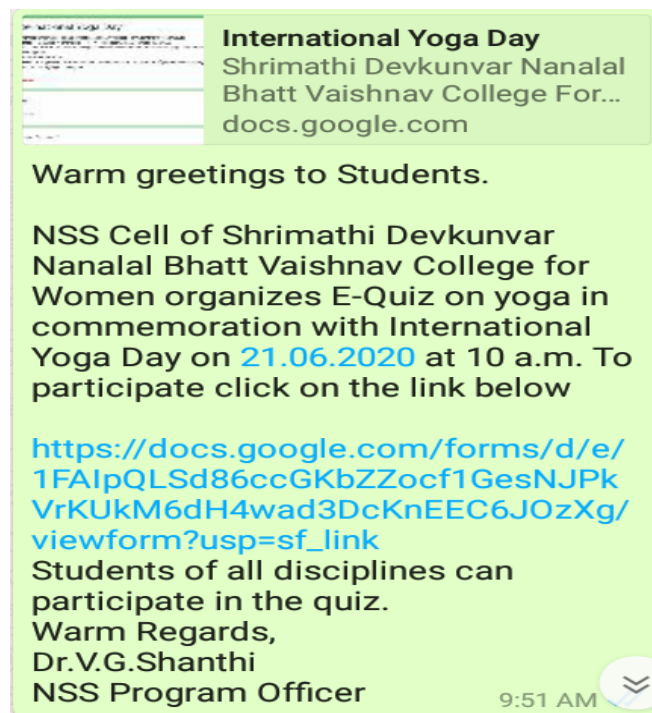 International Yoga Day
Shrimathi Devkunvar Nanalal
Bhatt Vaishnav College For...
docs.google.com
Warm greetings to Students.
NSS Cell of Shrimathi Devkunvar
Nanalal Bhatt Vaishnav College for
Women organizes E-Quiz on yoga in
commemoration with International
Yoga Day on 21.06.2020 at 10 a.m. To
participate click on the link below
https://docs.google.com/forms/d/e/
1FAIpQLSd86ccGKbZZocf1GesNJPk
VrKUkM6dH4wad3DcKnEEC6JOzXg/
viewform?usp=sf_link
Students of all disciplines can
participate in the quiz.
Warm Regards,
Dr.V.G.Shanthi
NSS Program Officer
9:51 AM